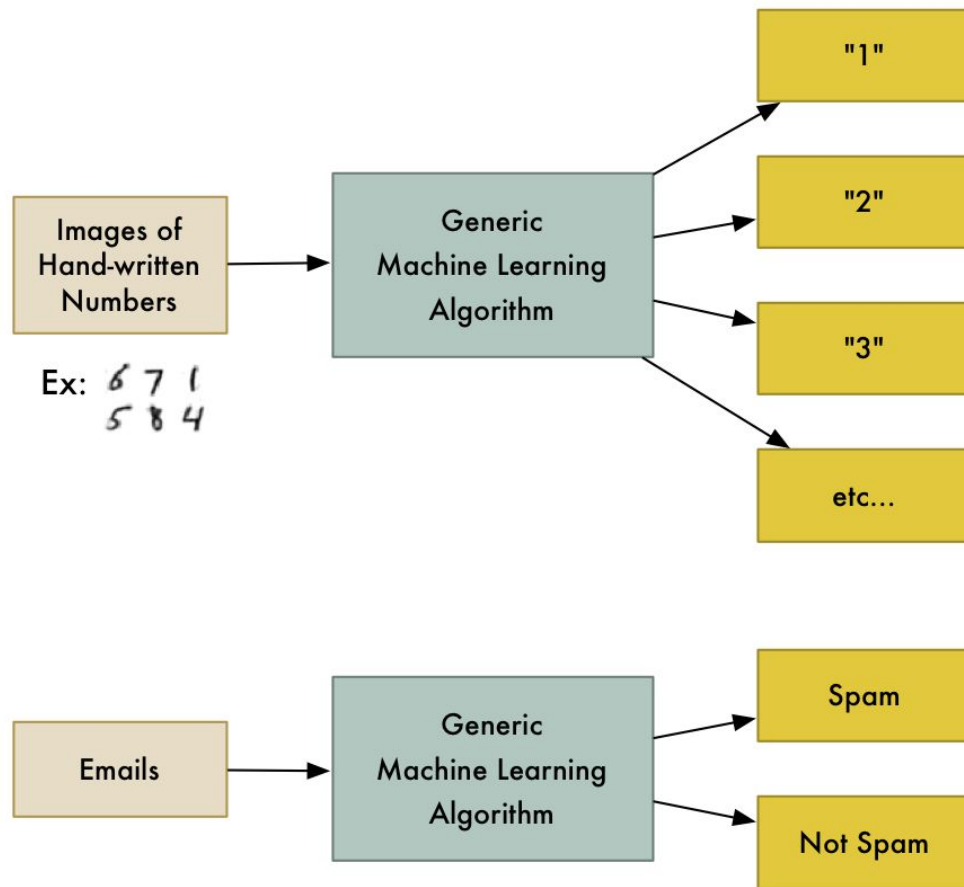 "1"
"2"
Images of
Hand-written
Numbers
Generic
Machine Learning
Algorithm
"3"
Ex: 6 7 1
5 8 4
etc...
Emails
Generic
Machine Learning
Algorithm
Spam
Not Spam